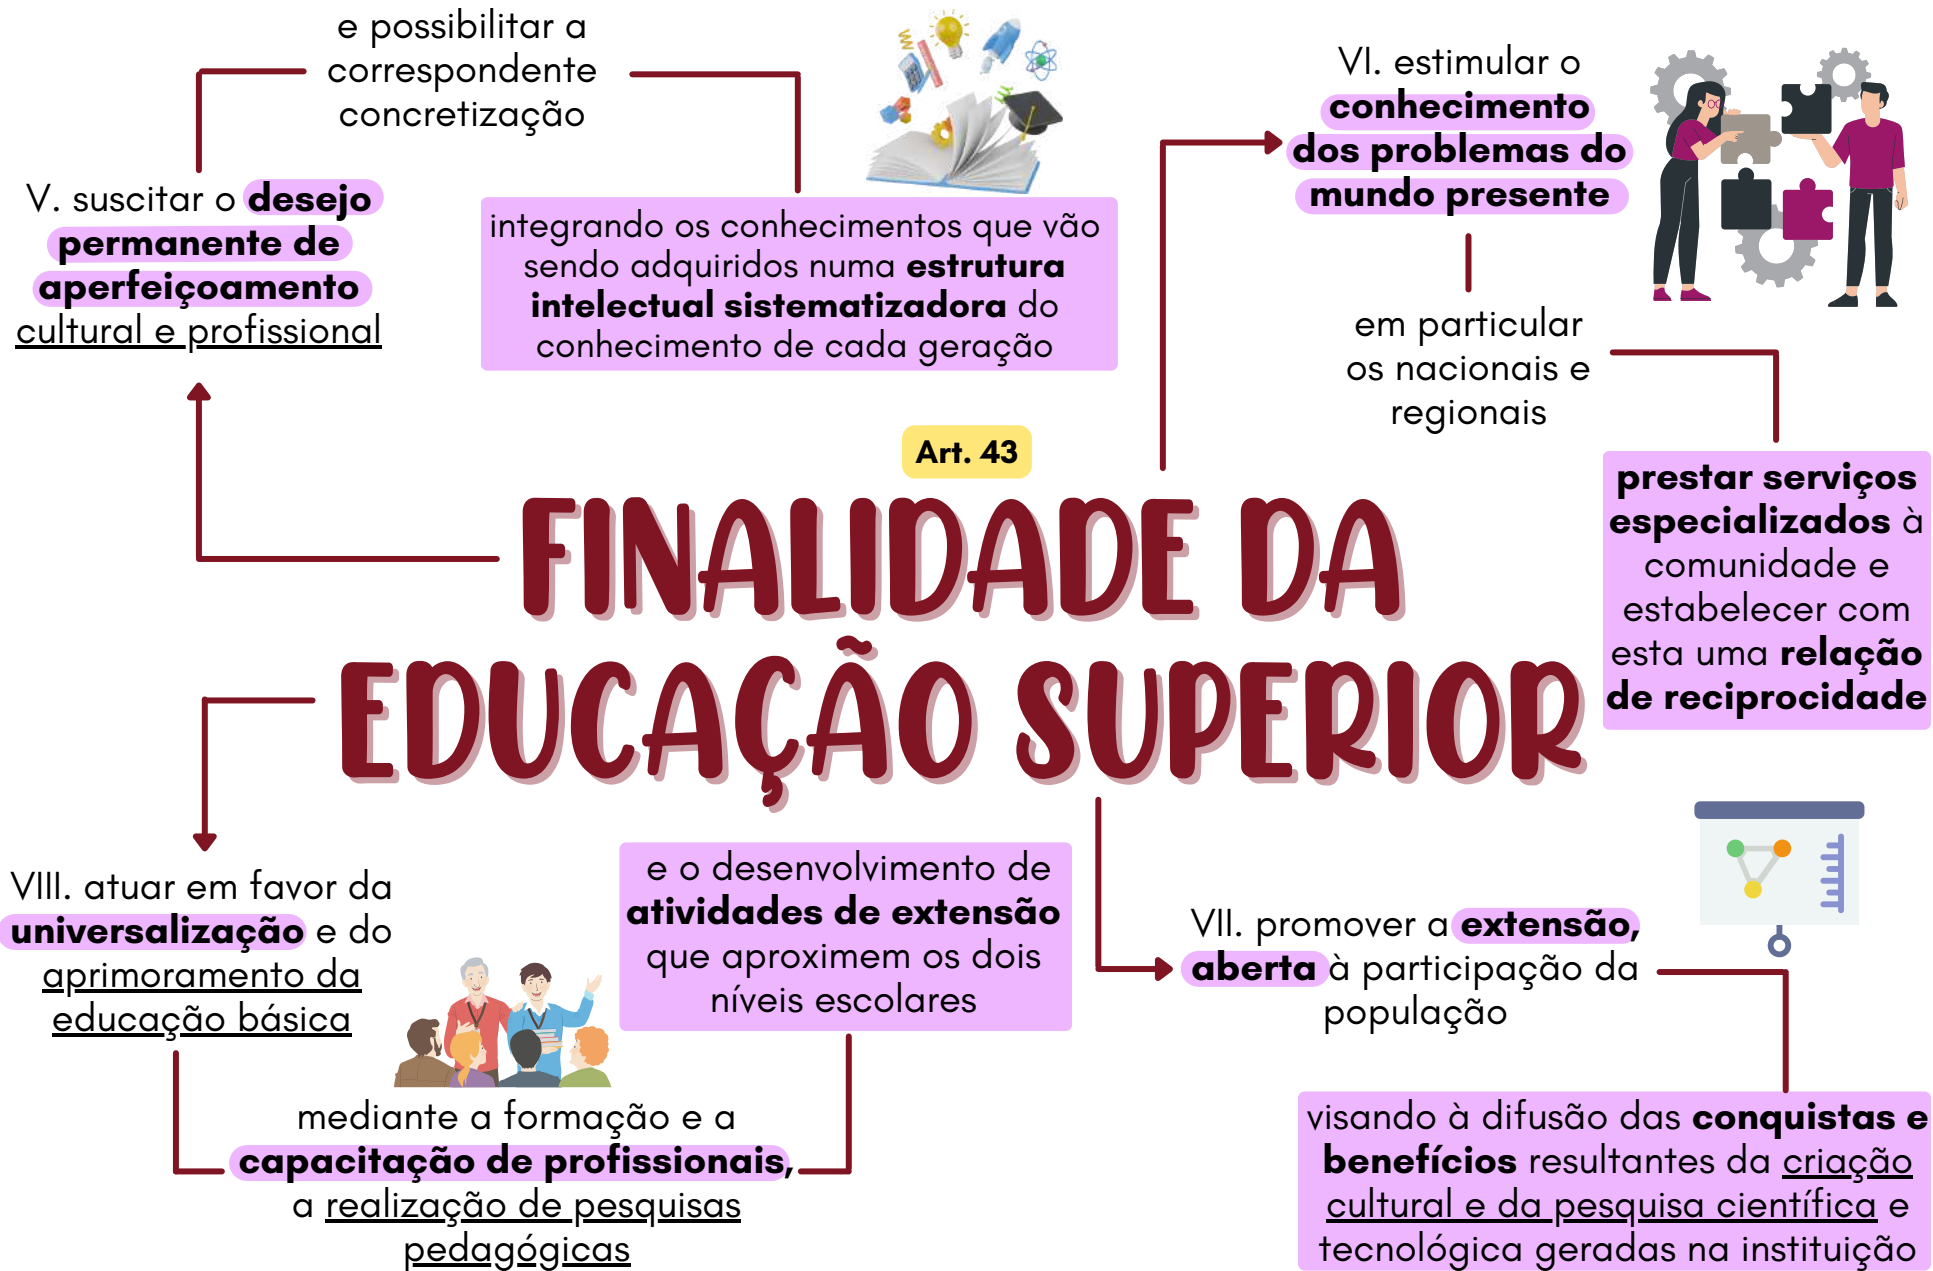 Art. 43
FINALIDADE DA
EDUCAÇÃO SUPERIOR
V. suscitar o desejo
permanente de
aperfeiçoamento
cultural e profissional
e possibilitar a
correspondente
concretização
integrando os conhecimentos que vão
sendo adquiridos numa estrutura
intelectual sistematizadora do
conhecimento de cada geração
VI. estimular o
conhecimento
dos problemas do
mundo presente
em particular
os nacionais e
regionais
prestar serviços
especializados à
comunidade e
estabelecer com
esta uma relação
de reciprocidade
VII. promover a extensão,
aberta à participação da
população
visando à difusão das conquistas e
benefícios resultantes da criação
cultural e da pesquisa científica e
tecnológica geradas na instituição
VIII. atuar em favor da
universalização e do
aprimoramento da
educação básica
mediante a formação e a
capacitação de profissionais,
a realização de pesquisas
pedagógicas
e o desenvolvimento de
atividades de extensão
que aproximem os dois
níveis escolares